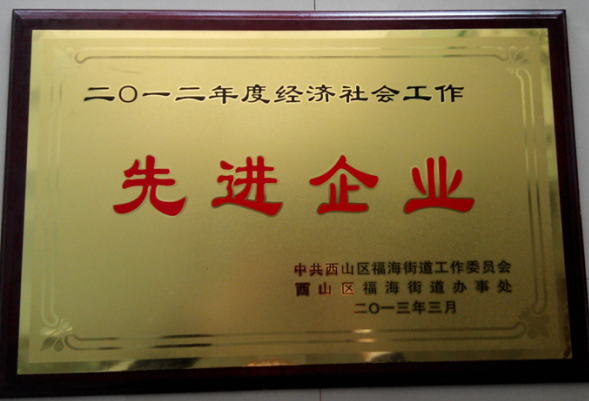 二〇一二年度经济社会工作
先进企业
中共西山区福海街道工作委员会
西山区福海街道办事处
二〇一三年三月